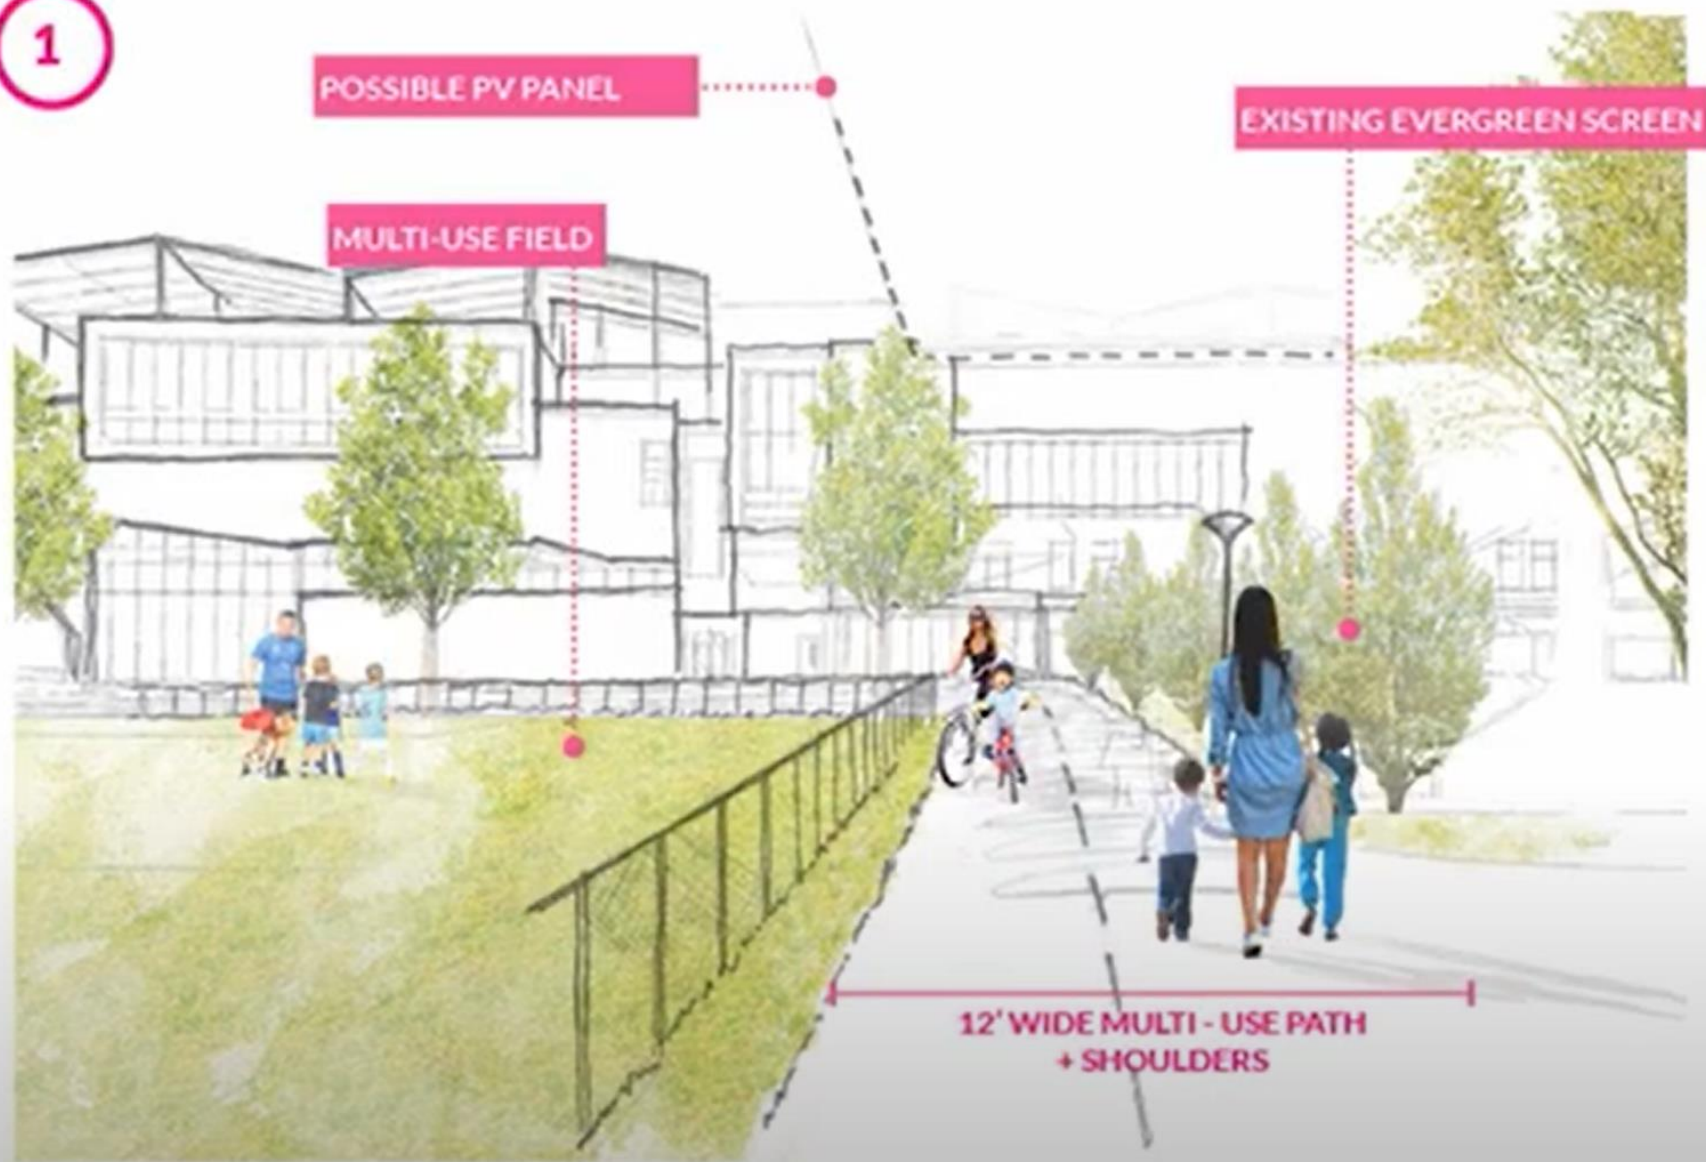 1
POSSIBLE PV PANEL
EXISTING EVERGREEN SCREEN
MULTI-USE FIELD
12' WIDE MULTI - USE PATH
+ SHOULDERS